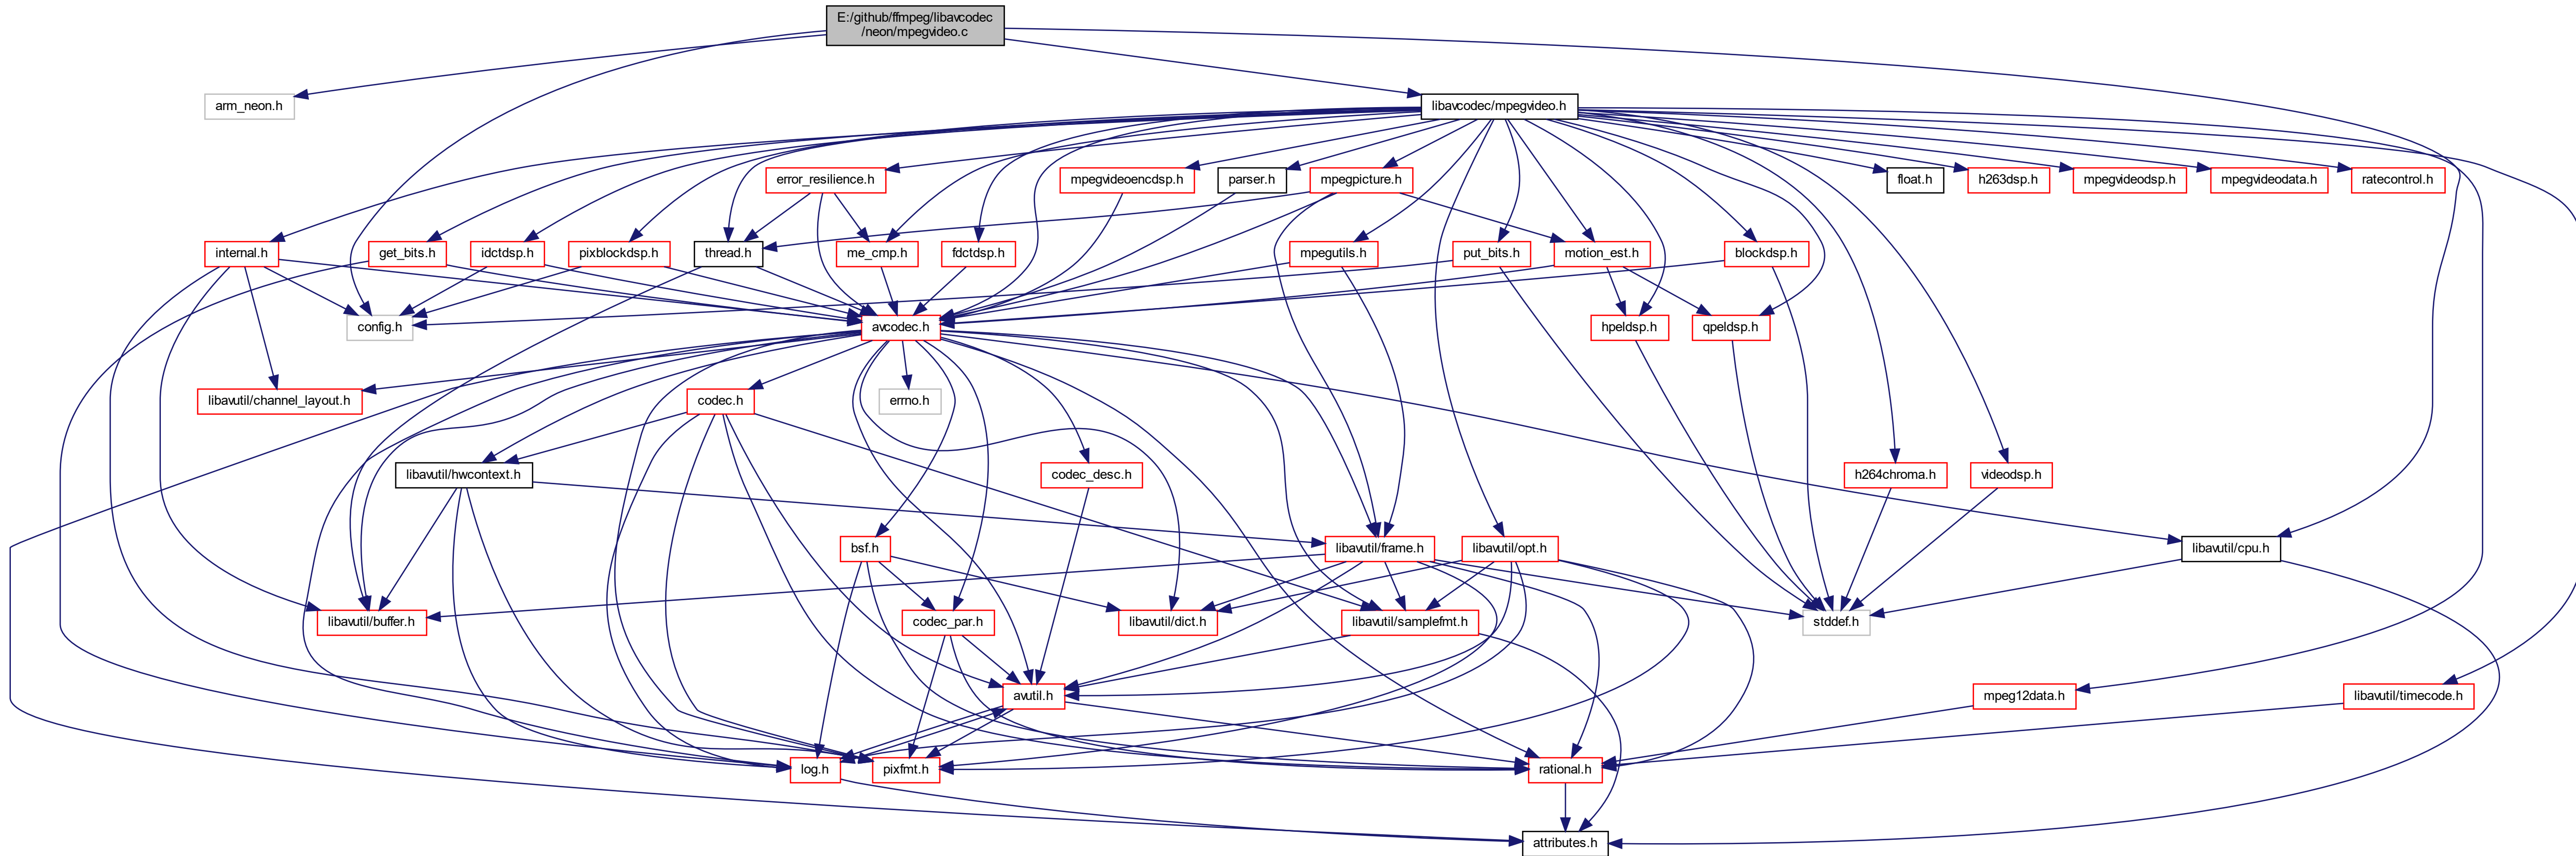 E:/github/ffmpeg/libavcodec
/neon/mpegvideo.c
arm_neon.h
libavcodec/mpegvideo.h
error_resilience.h
mpegvideoencdsp.h
parser.h
mpegpicture.h
float.h
h263dsp.h
mpegvideodsp.h
mpegvideodata.h
ratecontrol.h
internal.h
get_bits.h
idctdsp.h
pixblockdsp.h
thread.h
me_cmp.h
fdctdsp.h
mpegutils.h
put_bits.h
motion_est.h
blockdsp.h
config.h
avcodec.h
hpeldsp.h
qpeldsp.h
libavutil/channel_layout.h
codec.h
errno.h
libavutil/hwcontext.h
codec_desc.h
h264chroma.h
videodsp.h
bsf.h
libavutil/frame.h
libavutil/opt.h
libavutil/cpu.h
libavutil/buffer.h
codec_par.h
libavutil/dict.h
libavutil/samplefmt.h
stddef.h
avutil.h
mpeg12data.h
libavutil/timecode.h
log.h
pixfmt.h
rational.h
attributes.h